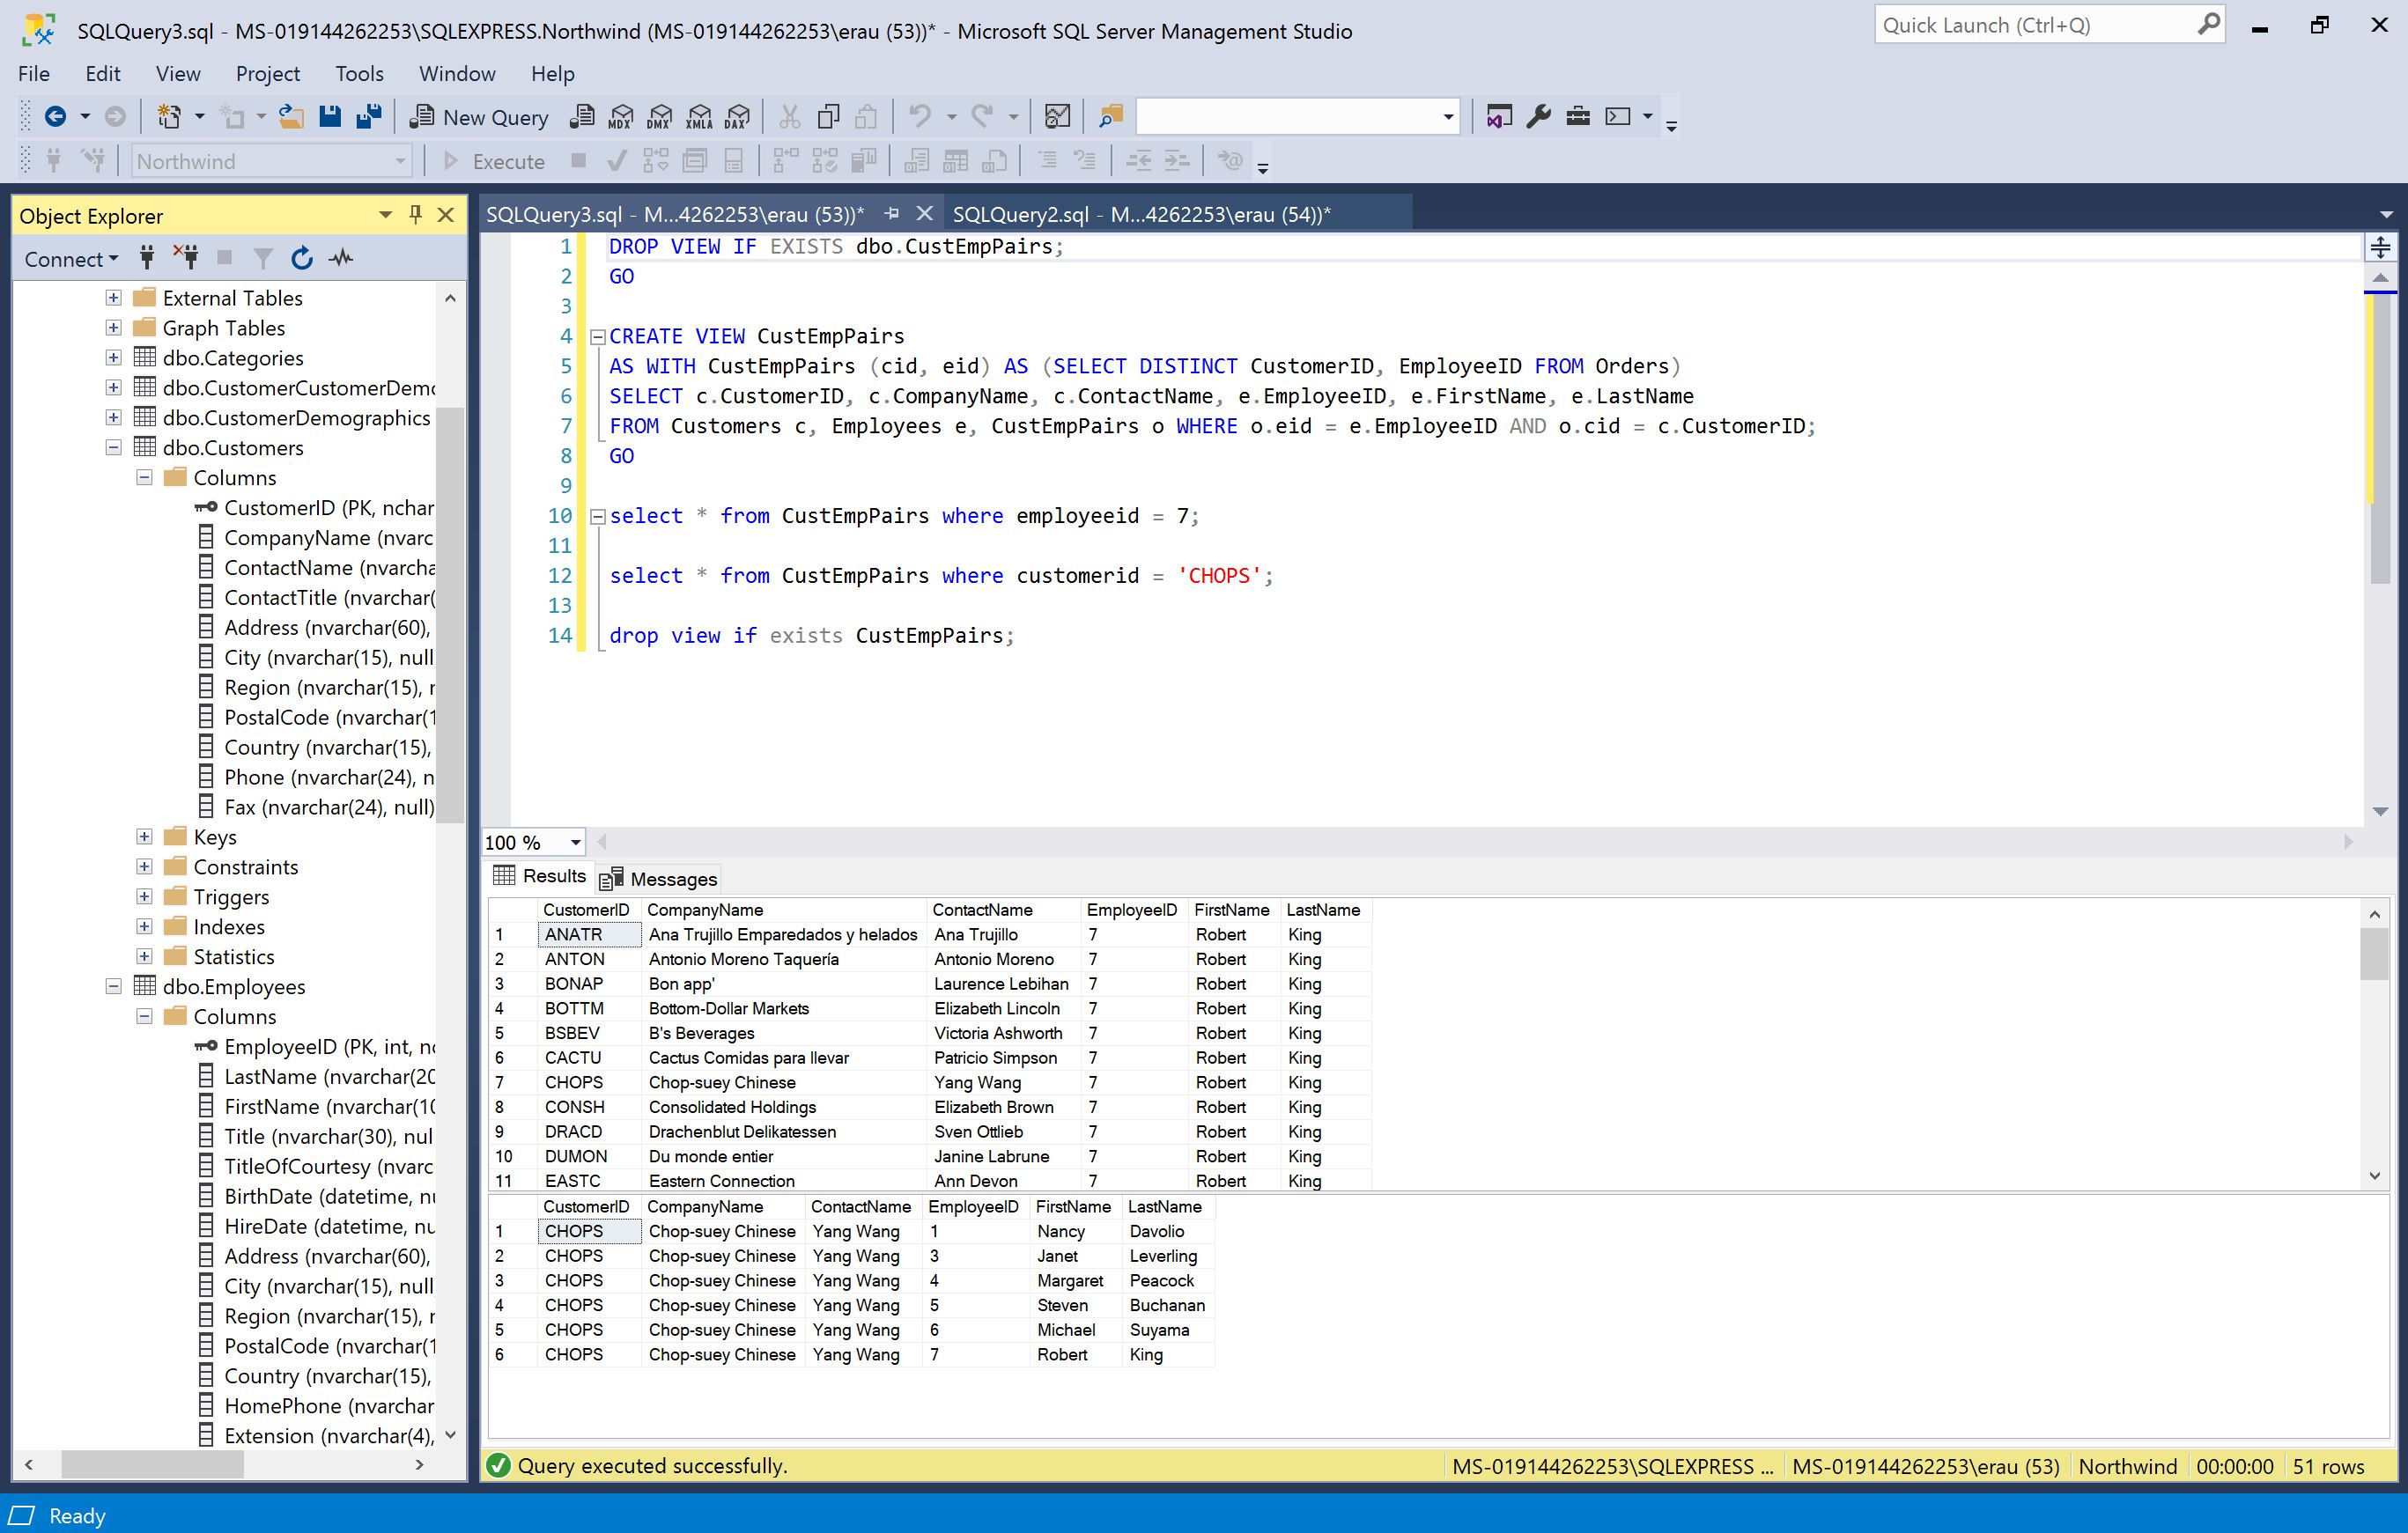 SQLQuery3.sql - MS-019144262253\SQLEXPRESS.Northwind (MS-019144262253\erau (53))* - Microsoft SQL Server Management Studio
Quick Launch (Ctrl+Q)
File Edit View Project Tools Window Help
New Query MDX DMX XMLA DAX
Northwind Execute
Object Explorer
Connect
External Tables
Graph Tables
dbo.Categories
dbo.CustomerCustomerDemo
dbo.CustomerDemographics
dbo.Customers
Columns
CustomerID (PK, nchar
CompanyName (nvarc
ContactName (nvarcha
ContactTitle (nvarchar(
Address (nvarchar(60),
City (nvarchar(15), null
Region (nvarchar(15), r
PostalCode (nvarchar(1
Country (nvarchar(15),
Phone (nvarchar(24), n
Fax (nvarchar(24), null)
Keys
Constraints
Triggers
Indexes
Statistics
dbo.Employees
Columns
EmployeeID (PK, int, no
LastName (nvarchar(20
FirstName (nvarchar(10
Title (nvarchar(30), nul
TitleOfCourtesy (nvarc
BirthDate (datetime, nu
HireDate (datetime, nu
Address (nvarchar(60),
City (nvarchar(15), null
Region (nvarchar(15), r
PostalCode (nvarchar(1
Country (nvarchar(15),
HomePhone (nvarchar
Extension (nvarchar(4),
SQLQuery3.sql - M...4262253\erau (53))* SQLQuery2.sql - M...4262253\erau (54))*
1 DROP VIEW IF EXISTS dbo.CustEmpPairs;
2 GO
3
4 CREATE VIEW CustEmpPairs
5 AS WITH CustEmpPairs (cid, eid) AS (SELECT DISTINCT CustomerID, EmployeeID FROM Orders)
6 SELECT c.CustomerID, c.CompanyName, c.ContactName, e.EmployeeID, e.FirstName, e.LastName
7 FROM Customers c, Employees e, CustEmpPairs o WHERE o.eid = e.EmployeeID AND o.cid = c.CustomerID;
8 GO
9
10 select * from CustEmpPairs where employeeid = 7;
11
12 select * from CustEmpPairs where customerid = 'CHOPS';
13
14 drop view if exists CustEmpPairs;
100 %
Results Messages
CustomerID CompanyName ContactName EmployeeID FirstName LastName
1 ANATR Ana Trujillo Emparedados y helados Ana Trujillo 7 Robert King
2 ANTON Antonio Moreno Taquería Antonio Moreno 7 Robert King
3 BONAP Bon app' Laurence Lebihan 7 Robert King
4 BOTTM Bottom-Dollar Markets Elizabeth Lincoln 7 Robert King
5 BSBEV B's Beverages Victoria Ashworth 7 Robert King
6 CACTU Cactus Comidas para llevar Patricio Simpson 7 Robert King
7 CHOPS Chop-suey Chinese Yang Wang 7 Robert King
8 CONSH Consolidated Holdings Elizabeth Brown 7 Robert King
9 DRACD Drachenblut Delikatessen Sven Ottlieb 7 Robert King
10 DUMON Du monde entier Janine Labrune 7 Robert King
11 EASTC Eastern Connection Ann Devon 7 Robert King
CustomerID CompanyName ContactName EmployeeID FirstName LastName
1 CHOPS Chop-suey Chinese Yang Wang 1 Nancy Davolio
2 CHOPS Chop-suey Chinese Yang Wang 3 Janet Leverling
3 CHOPS Chop-suey Chinese Yang Wang 4 Margaret Peacock
4 CHOPS Chop-suey Chinese Yang Wang 5 Steven Buchanan
5 CHOPS Chop-suey Chinese Yang Wang 6 Michael Suyama
6 CHOPS Chop-suey Chinese Yang Wang 7 Robert King
Query executed successfully. MS-019144262253\SQLEXPRESS ... MS-019144262253\erau (53) Northwind 00:00:00 51 rows
Ready